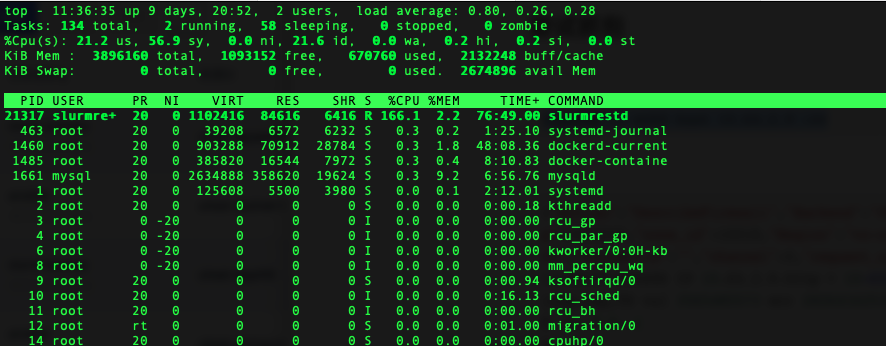 top - 11:36:35 up 9 days, 20:52,  2 users,  load average: 0.80, 0.26, 0.28
Tasks: 134 total,   2 running,  58 sleeping,   0 stopped,   0 zombie
%Cpu(s): 21.2 us, 56.9 sy,  0.0 ni, 21.6 id,  0.0 wa,  0.2 hi,  0.2 si,  0.0 st
KiB Mem :  3896160 total,  1093152 free,   670760 used,  2132248 buff/cache
KiB Swap:        0 total,        0 free,        0 used.  2674896 avail Mem
  PID USER      PR  NI    VIRT    RES    SHR S  %CPU %MEM     TIME+ COMMAND
21317 slurmre+  20   0 1102416  84616   6416 R 166.1  2.2  76:49.00 slurmrestd
  463 root      20   0   39208   6572   6232 S   0.3  0.2   1:25.10 systemd-journal
 1460 root      20   0  903288  70912  28784 S   0.3  1.8  48:08.36 dockerd-current
 1485 root      20   0  385820  16544   7972 S   0.3  0.4   8:10.83 docker-containe
 1661 mysql     20   0 2634888 358620  19624 S   0.3  9.2   6:56.76 mysqld
    1 root      20   0  125608   5500   3980 S   0.0  0.1   2:12.01 systemd
    2 root      20   0       0      0      0 S   0.0  0.0   0:00.18 kthreadd
    3 root       0 -20       0      0      0 I   0.0  0.0   0:00.00 rcu_gp
    4 root       0 -20       0      0      0 I   0.0  0.0   0:00.00 rcu_par_gp
    6 root       0 -20       0      0      0 I   0.0  0.0   0:00.00 kworker/0:0H-kb
    8 root       0 -20       0      0      0 I   0.0  0.0   0:00.00 mm_percpu_wq
    9 root      20   0       0      0      0 S   0.0  0.0   0:00.94 ksoftirqd/0
   10 root      20   0       0      0      0 I   0.0  0.0   0:16.13 rcu_sched
   11 root      20   0       0      0      0 I   0.0  0.0   0:00.00 rcu_bh
   12 root      rt   0       0      0      0 S   0.0  0.0   0:01.00 migration/0
   14 root      20   0       0      0      0 S   0.0  0.0   0:00.00 cpuhp/0